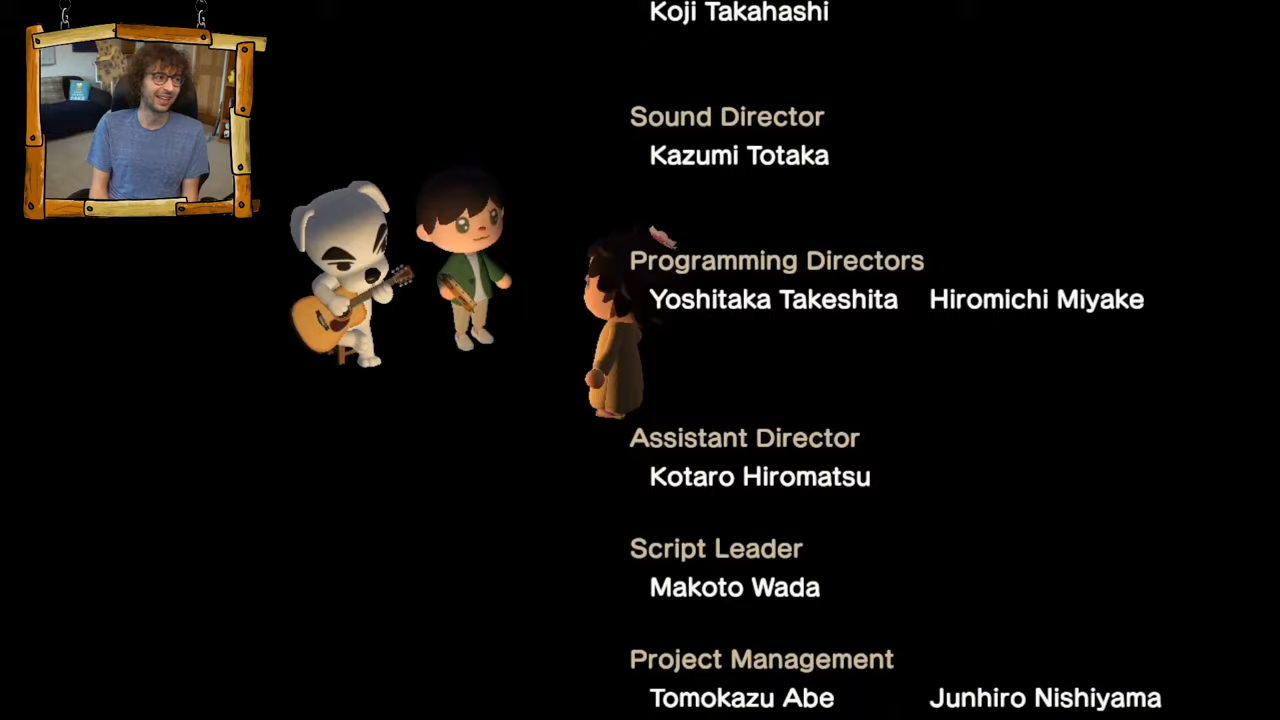 Koji Takahashi
Sound Director
Kazumi Totaka
Programming Directors
Yoshitaka Takeshita Hiromichi Miyake
Assistant Director
Kotaro Hiromatsu
Script Leader
Makoto Wada
Project Management
Tomokazu Abe Junhiro Nishiyama